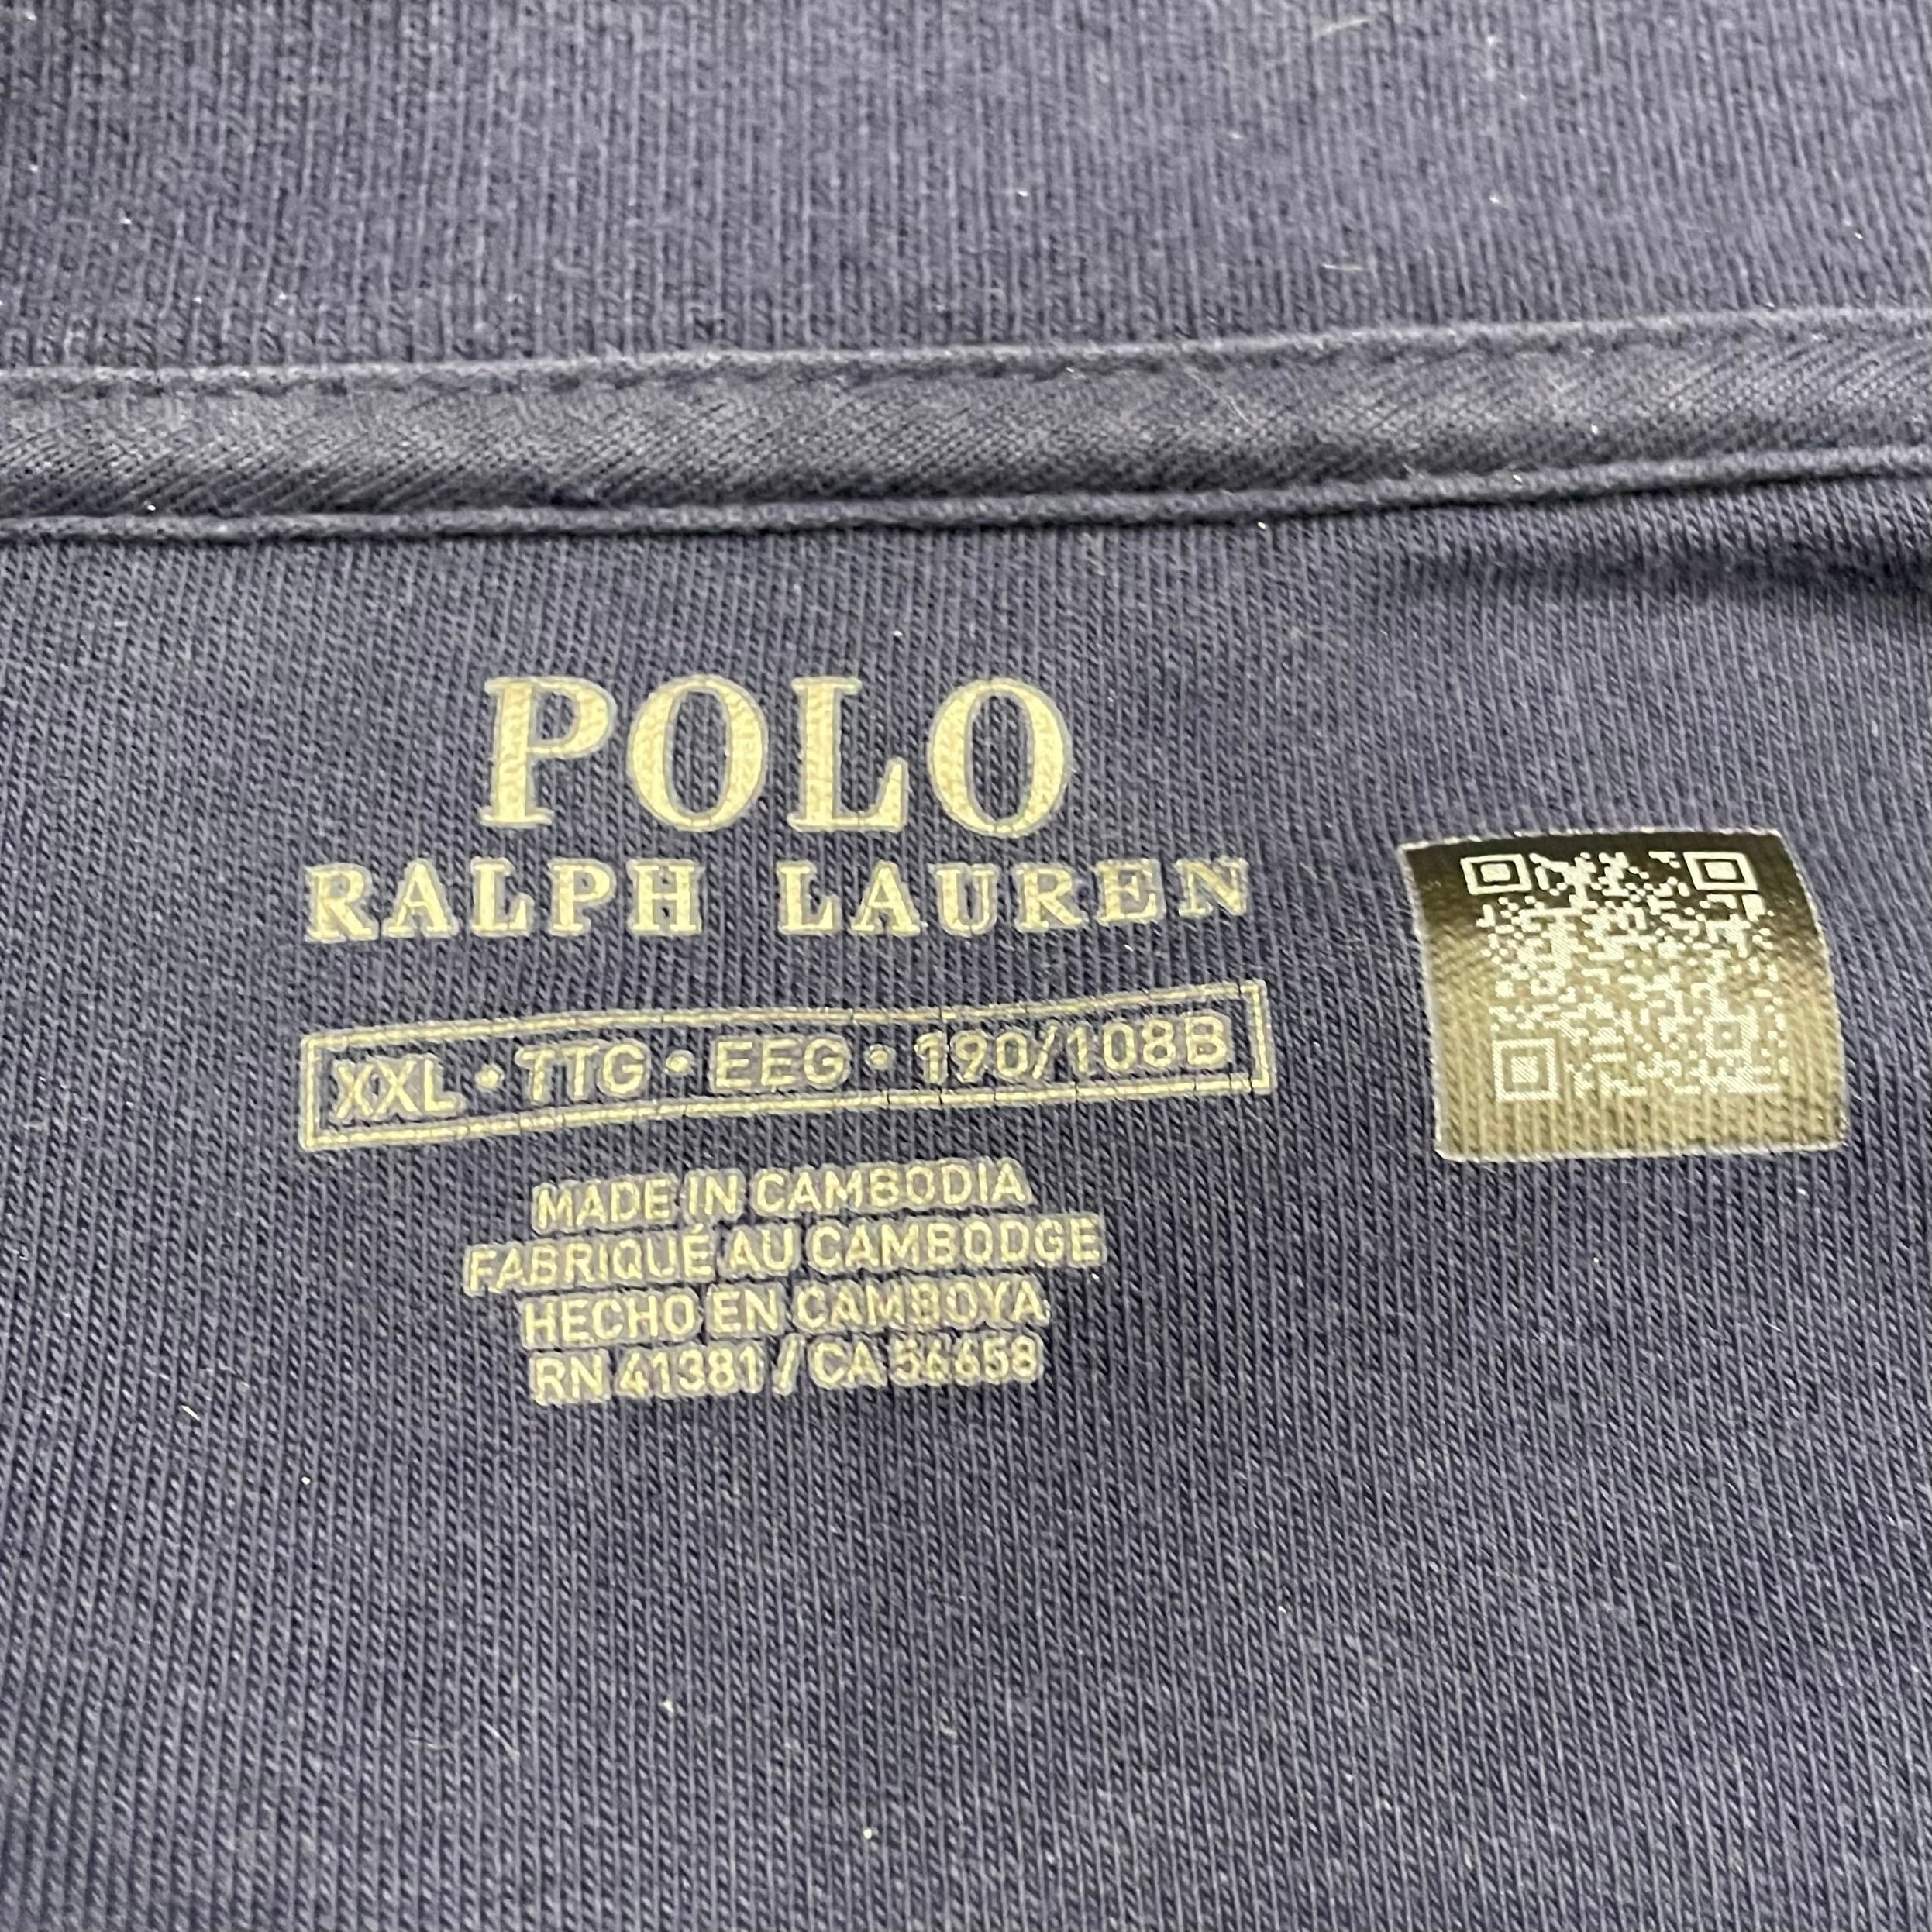 POLO
RALPH LAUREN
XXL • TTG • EEG • 190/108B
MADE IN CAMBODIA
FABRIQUÉ AU CAMBODGE
HECHO EN CAMBOYA
RN 41381 / CA 56658